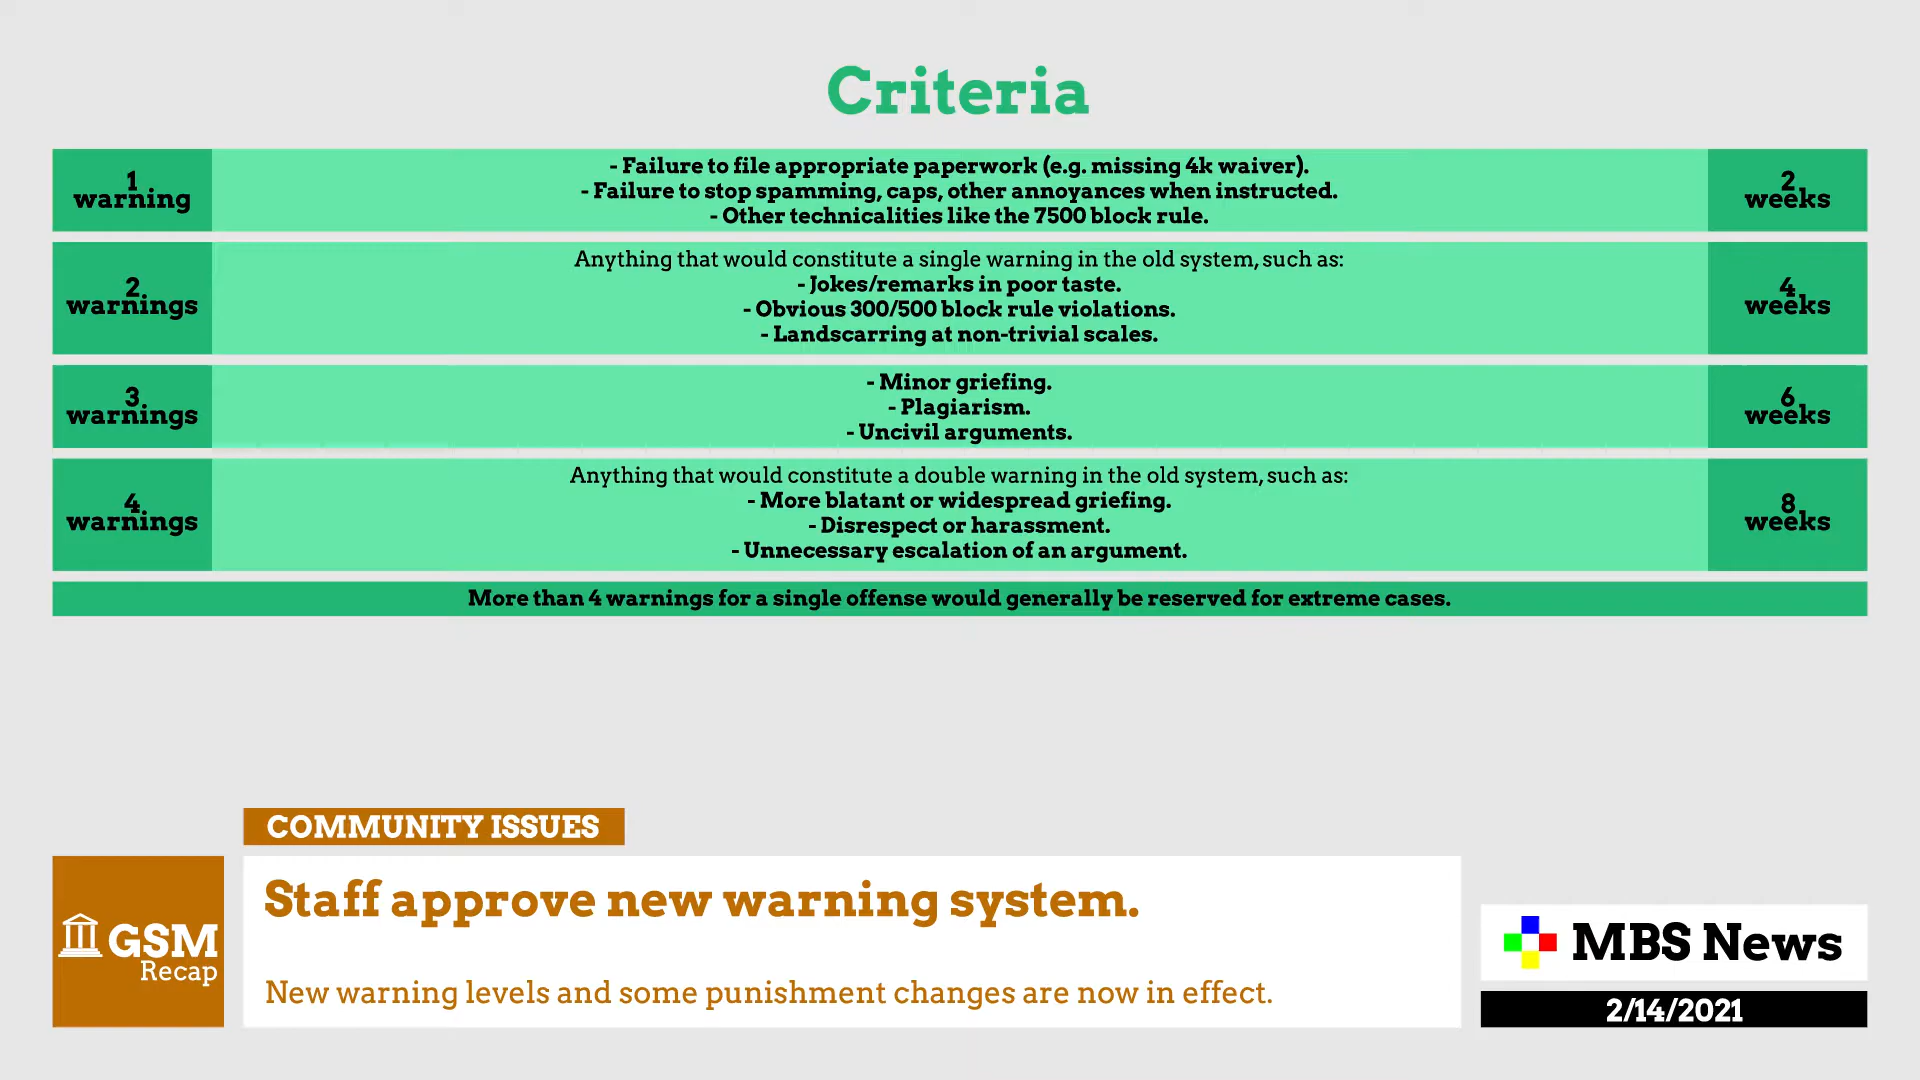 Criteria
1
warning
- Failure to file appropriate paperwork (e.g. missing 4k waiver).
- Failure to stop spamming, caps, other annoyances when instructed.
- Other technicalities like the 7500 block rule.
2
weeks
2
warnings
Anything that would constitute a single warning in the old system, such as:
- Jokes/remarks in poor taste.
- Obvious 300/500 block rule violations.
- Landscarring at non-trivial scales.
4
weeks
3
warnings
- Minor griefing.
- Plagiarism.
- Uncivil arguments.
6
weeks
4
warnings
Anything that would constitute a double warning in the old system, such as:
- More blatant or widespread griefing.
- Disrespect or harassment.
- Unnecessary escalation of an argument.
8
weeks
More than 4 warnings for a single offense would generally be reserved for extreme cases.
COMMUNITY ISSUES
GSM
Recap
Staff approve new warning system.
New warning levels and some punishment changes are now in effect.
MBS News
2/14/2021